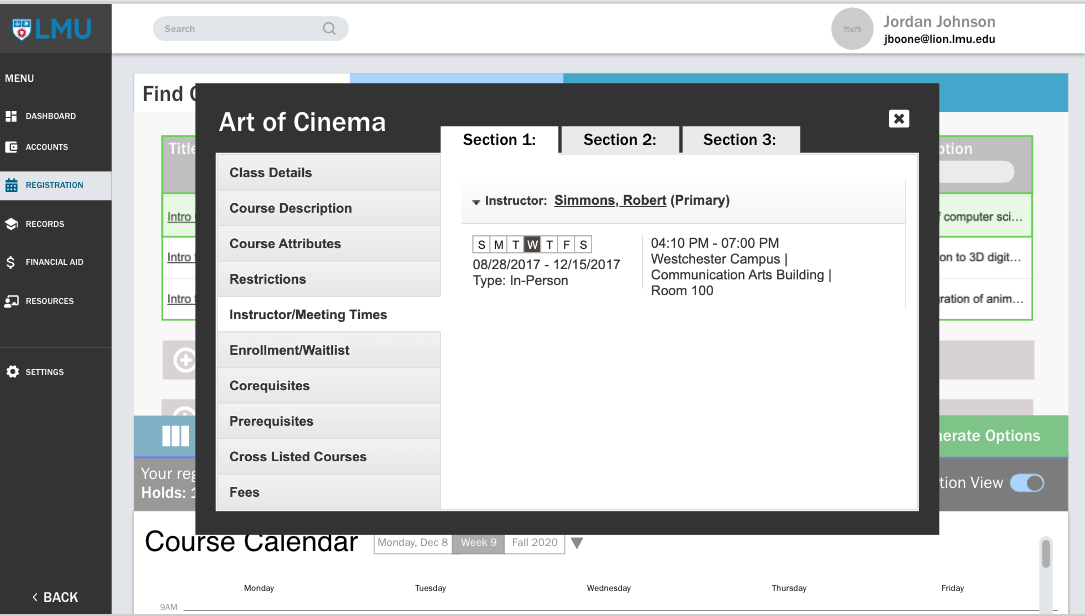 LMU
Search
75x75
Jordan Johnson
jboone@lion.lmu.edu
MENU
DASHBOARD
ACCOUNTS
REGISTRATION
RECORDS
FINANCIAL AID
RESOURCES
SETTINGS
< BACK
Find
Title
Intro
Intro
Intro
Art of Cinema
Section 1:
Section 2:
Section 3:
Class Details
Course Description
Course Attributes
Restrictions
Instructor/Meeting Times
Enrollment/Waitlist
Corequisites
Prerequisites
Cross Listed Courses
Fees
Instructor: Simmons, Robert (Primary)
S M T W T F S
08/28/2017 - 12/15/2017
Type: In-Person
04:10 PM - 07:00 PM
Westchester Campus |
Communication Arts Building |
Room 100
ption
f computer sci...
on to 3D digit...
ration of anim...
nerate Options
Your reg
Holds: 1
tion View
Course Calendar
Monday, Dec 8
Week 9
Fall 2020
Monday
Tuesday
Wednesday
Thursday
Friday
9AM